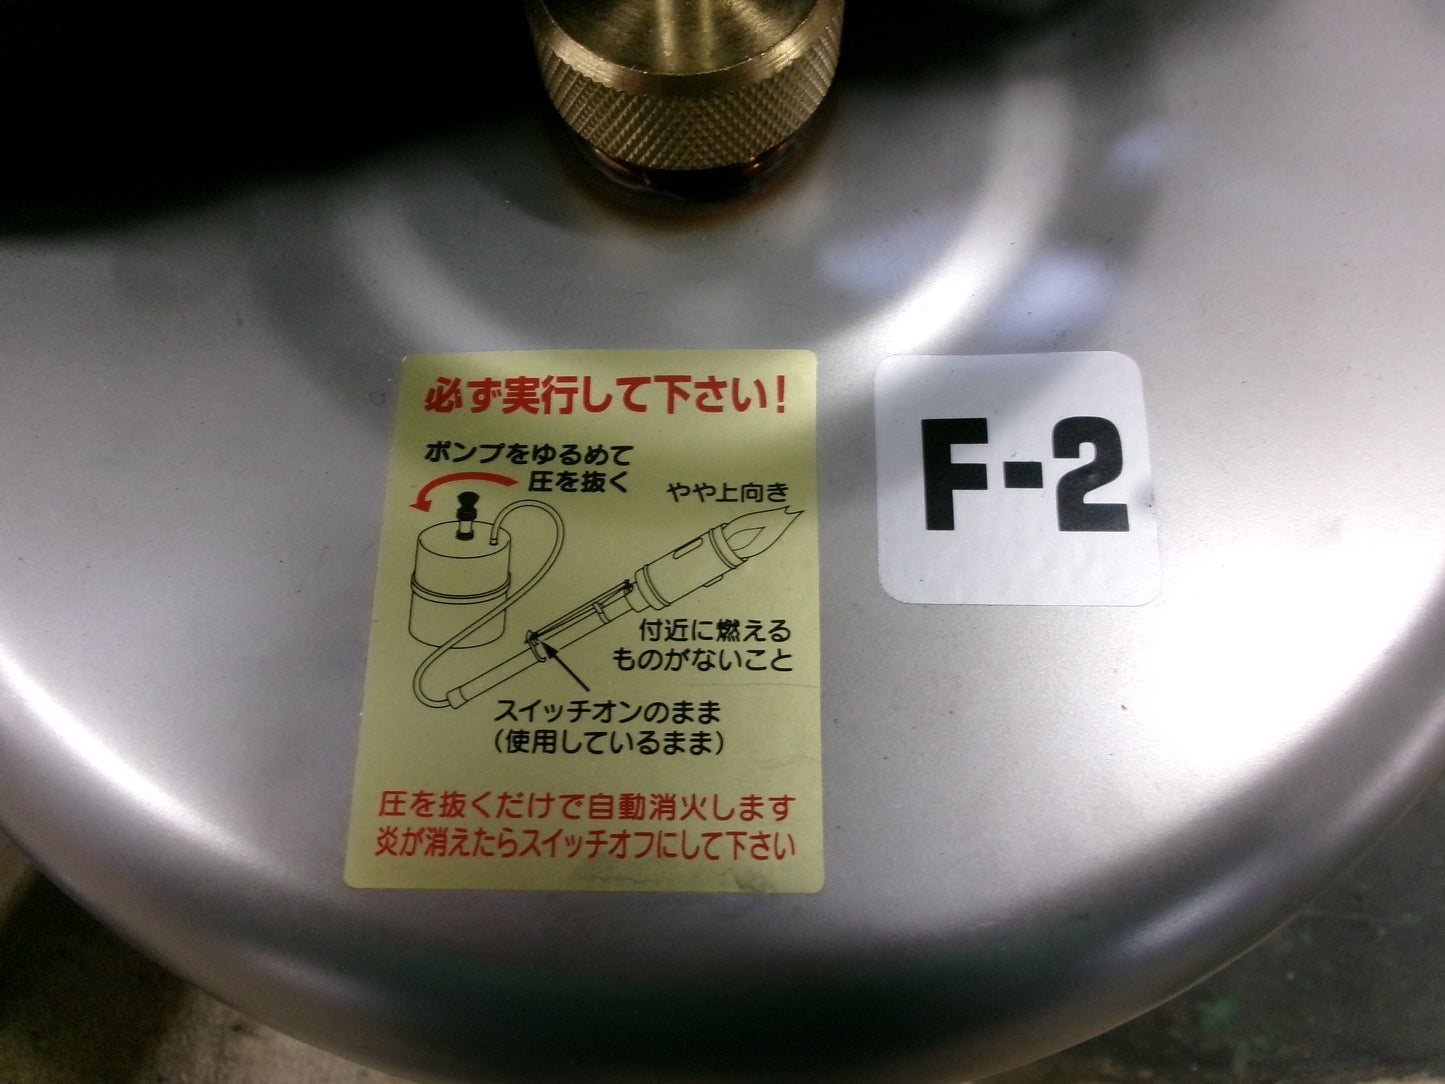 必ず実行して下さい!
ポンプをゆるめて
圧を抜く
やや上向き
付近に燃える
ものがないこと
スイッチオンのまま
(使用しているまま)
圧を抜くだけで自動消火します
炎が消えたらスイッチオフにして下さい
F-2